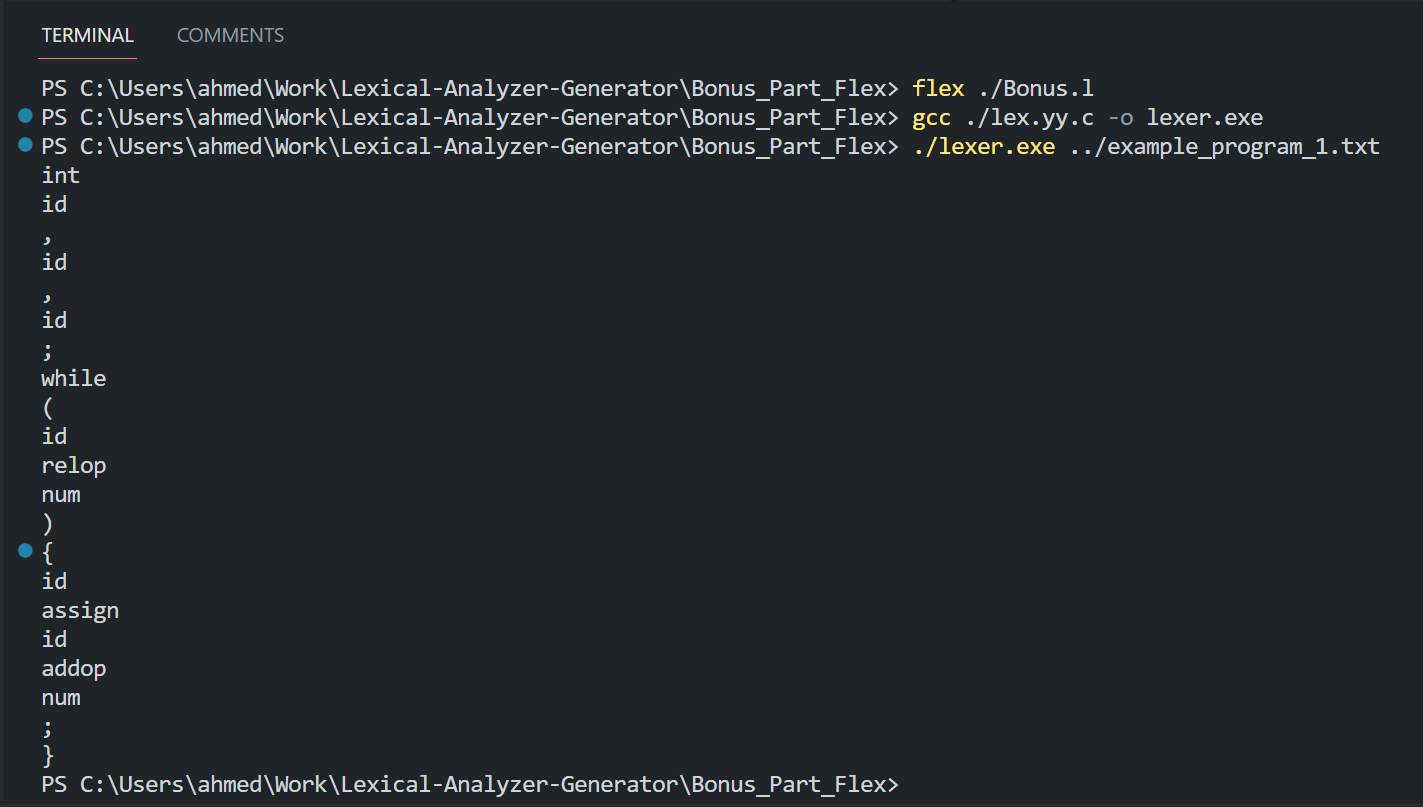 TERMINAL COMMENTS
PS C:\Users\ahmed\Work\Lexical-Analyzer-Generator\Bonus_Part_Flex> flex ./Bonus.l
PS C:\Users\ahmed\Work\Lexical-Analyzer-Generator\Bonus_Part_Flex> gcc ./lex.yy.c -o lexer.exe
PS C:\Users\ahmed\Work\Lexical-Analyzer-Generator\Bonus_Part_Flex> ./lexer.exe ../example_program_1.txt
int
id
,
id
,
id
;
while
(
id
relop
num
)
{
id
assign
id
addop
num
;
}
PS C:\Users\ahmed\Work\Lexical-Analyzer-Generator\Bonus_Part_Flex>